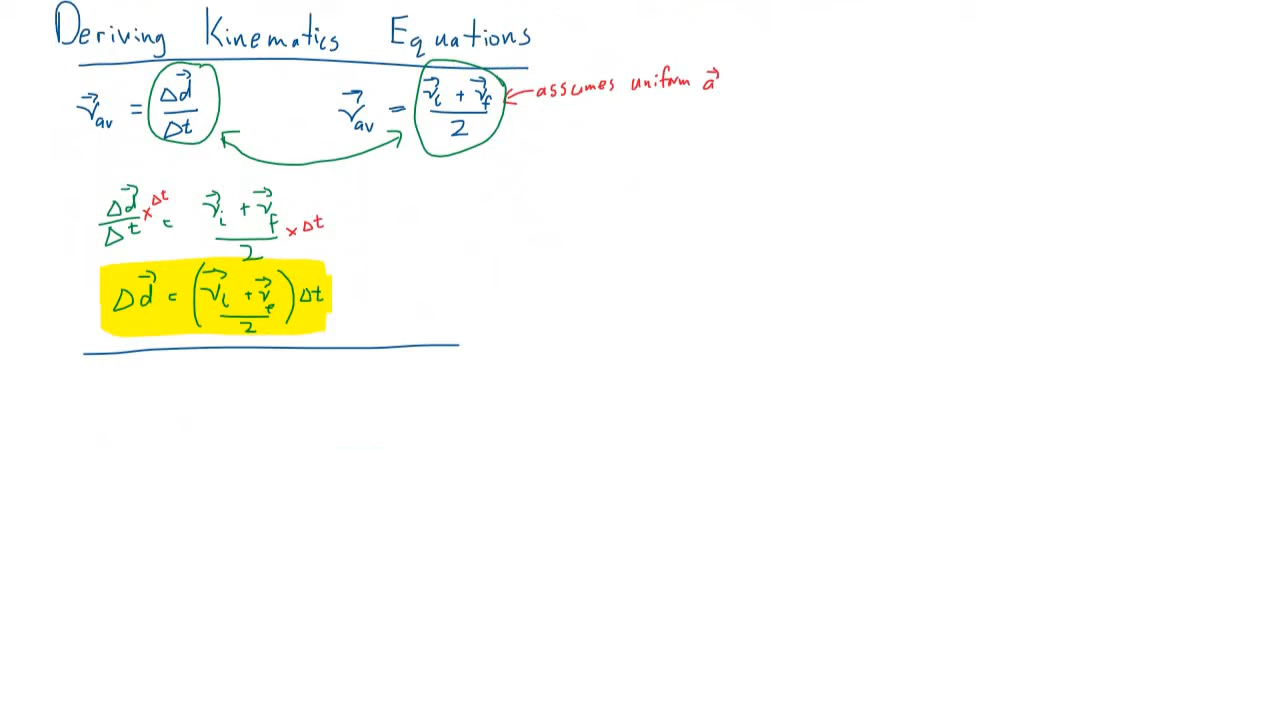 Deriving Kinematics Equations
v⃗av = Δd⃗/Δt    v⃗av = (v⃗i + v⃗f)/2 ← assumes uniform a⃗
Δd⃗/Δt × Δt = (v⃗i + v⃗f)/2 × Δt
Δd⃗ = ((v⃗i + v⃗f)/2) Δt